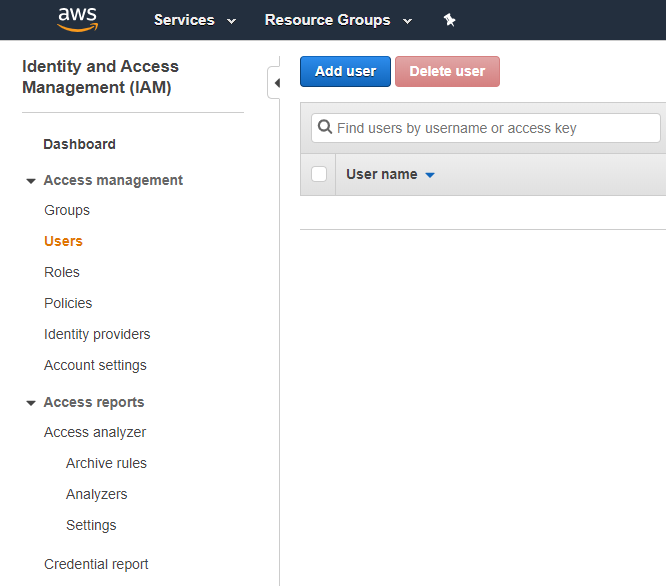 aws
Services
Resource Groups
Identity and Access
Management (IAM)
Dashboard
Access management
Groups
Users
Roles
Policies
Identity providers
Account settings
Access reports
Access analyzer
Archive rules
Analyzers
Settings
Credential report
Add user
Delete user
Find users by username or access key
User name